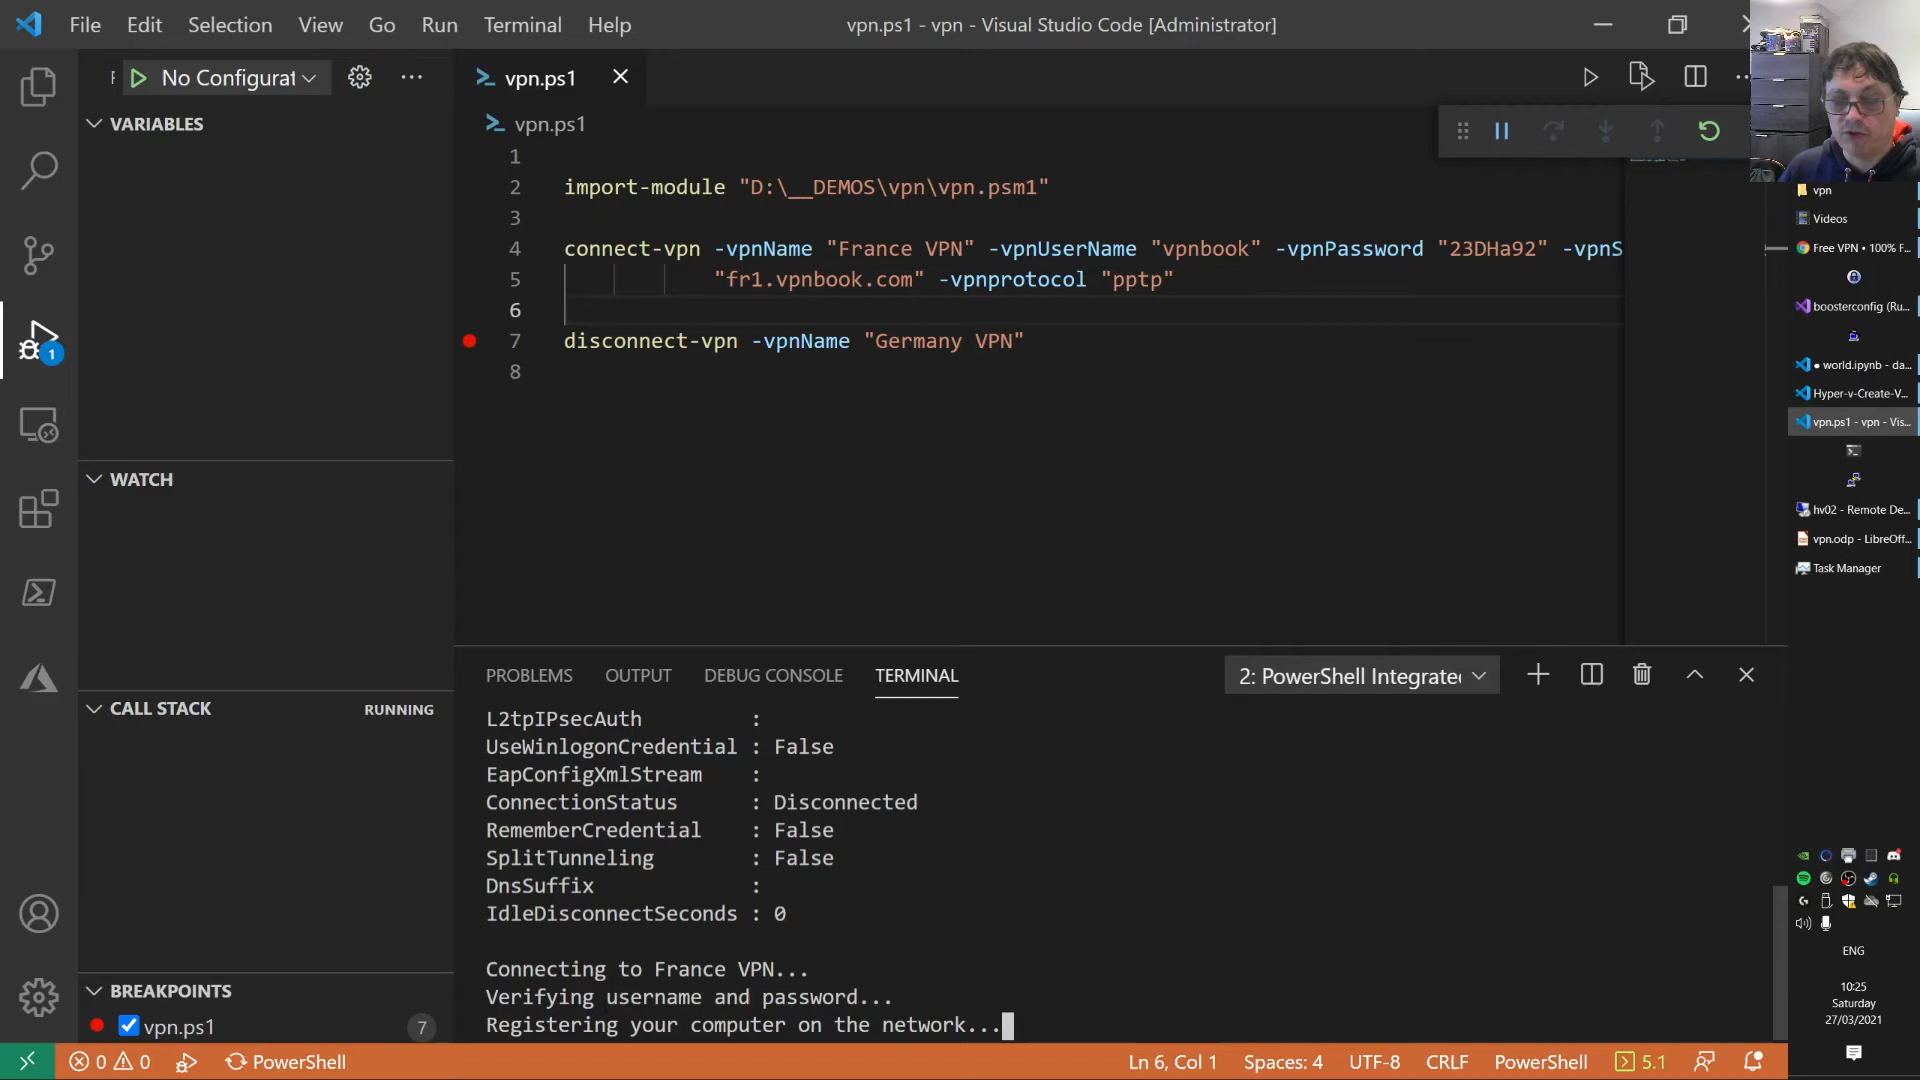 File Edit Selection View Go Run Terminal Help
vpn.ps1 - vpn - Visual Studio Code [Administrator]
No Configurat
vpn.ps1
VARIABLES
vpn.ps1
1
2 import-module "D:\__DEMOS\vpn\vpn.psm1"
3
4 connect-vpn -vpnName "France VPN" -vpnUserName "vpnbook" -vpnPassword "23DHa92" -vpnS
5 "fr1.vpnbook.com" -vpnprotocol "pptp"
6
7 disconnect-vpn -vpnName "Germany VPN"
8
1
WATCH
CALL STACK RUNNING
BREAKPOINTS
vpn.ps1 7
PROBLEMS OUTPUT DEBUG CONSOLE TERMINAL
2: PowerShell Integrate
L2tpIPsecAuth :
UseWinlogonCredential : False
EapConfigXmlStream :
ConnectionStatus : Disconnected
RememberCredential : False
SplitTunneling : False
DnsSuffix :
IdleDisconnectSeconds : 0
Connecting to France VPN...
Verifying username and password...
Registering your computer on the network...
0 0 PowerShell
Ln 6, Col 1 Spaces: 4 UTF-8 CRLF PowerShell 5.1
vpn
Videos
Free VPN • 100% F...
boosterconfig (Ru...
● world.ipynb - da...
Hyper-v-Create-V...
vpn.ps1 - vpn - Vis...
hv02 - Remote De...
vpn.odp - LibreOff...
Task Manager
ENG
10:25
Saturday
27/03/2021